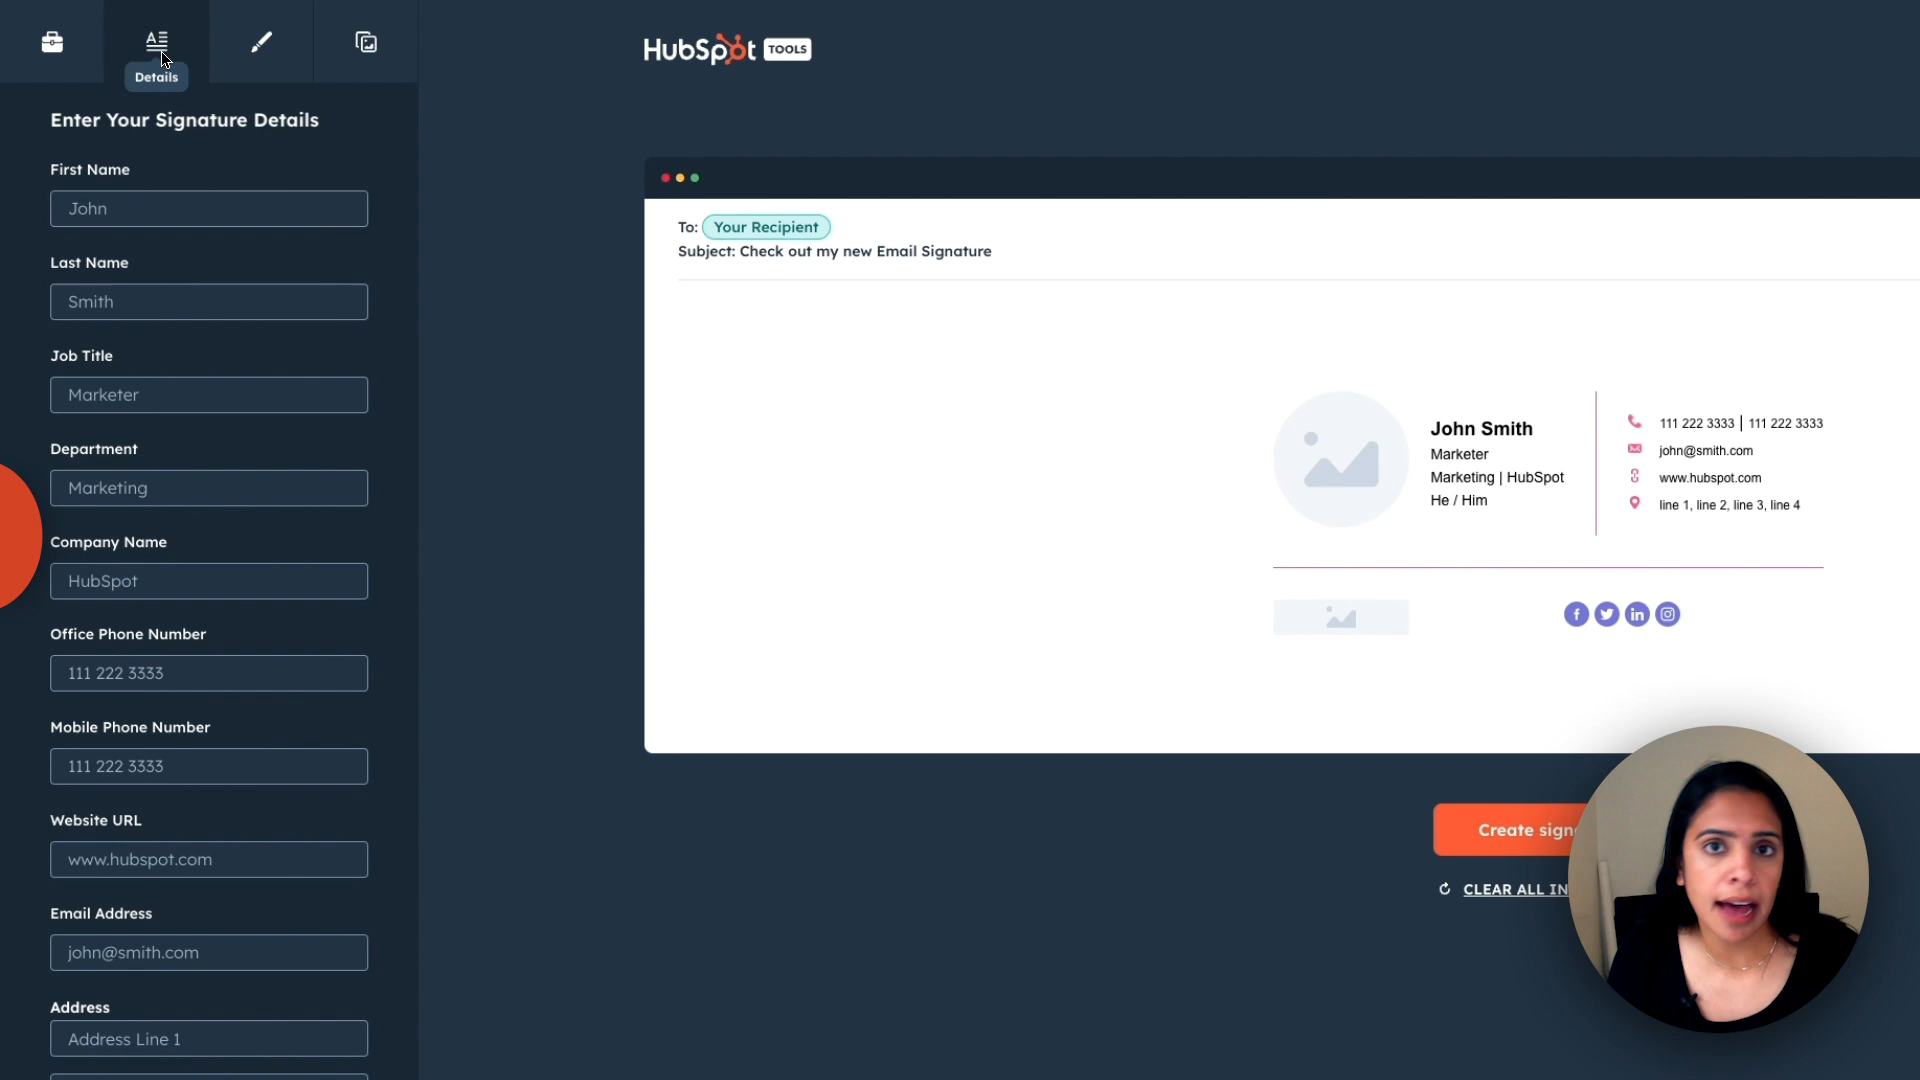 Details
Enter Your Signature Details
First Name
John
Last Name
Smith
Job Title
Marketer
Department
Marketing
Company Name
HubSpot
Office Phone Number
111 222 3333
Mobile Phone Number
111 222 3333
Website URL
www.hubspot.com
Email Address
john@smith.com
Address
Address Line 1
HubSpot TOOLS
To: Your Recipient
Subject: Check out my new Email Signature
John Smith
Marketer
Marketing | HubSpot
He / Him
111 222 3333 | 111 222 3333
john@smith.com
www.hubspot.com
line 1, line 2, line 3, line 4
Create
CLEAR ALL